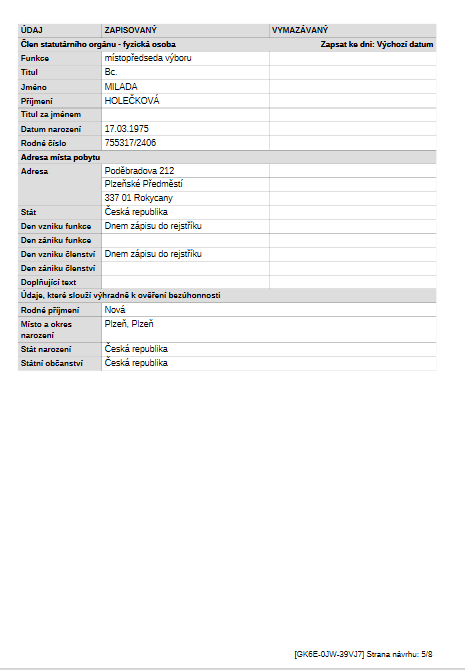 ÚDAJ ZAPISOVANÝ VYMAZÁVANÝ
Člen statutárního orgánu - fyzická osoba Zapsat ke dni: Výchozí datum
Funkce místopředseda výboru
Titul Bc.
Jméno MILADA
Příjmení HOLEČKOVÁ
Titul za jménem
Datum narození 17.03.1975
Rodné číslo 755317/2406
Adresa místa pobytu
Adresa Poděbradova 212
Plzeňské Předměstí
337 01 Rokycany
Stát Česká republika
Den vzniku funkce Dnem zápisu do rejstříku
Den zániku funkce
Den vzniku členství Dnem zápisu do rejstříku
Den zániku členství
Doplňující text
Údaje, které slouží výhradně k ověření bezúhonnosti
Rodné příjmení Nová
Místo a okres Plzeň, Plzeň
narození
Stát narození Česká republika
Státní občanství Česká republika
[GK6E-0JW-39VJ7] Strana návrhu: 5/8